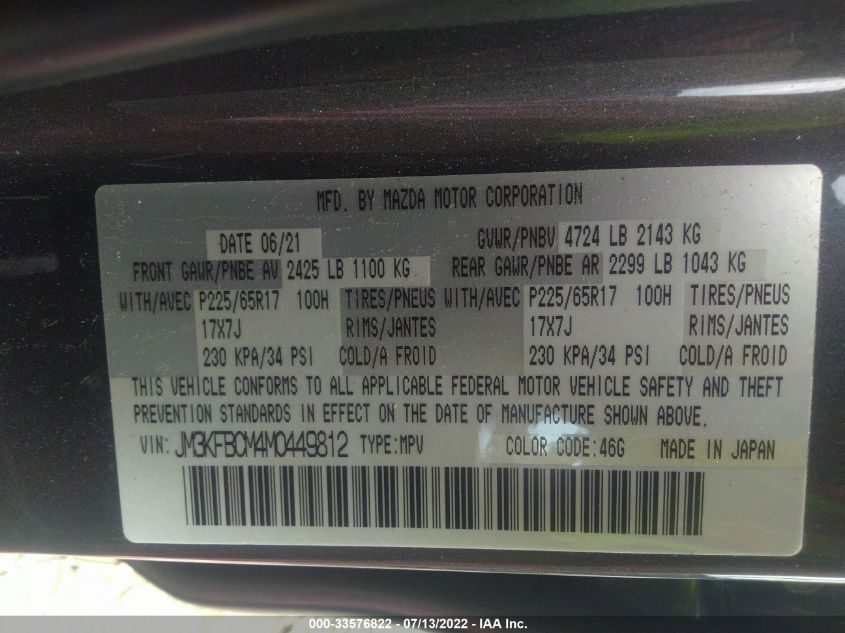 MFD. BY MAZDA MOTOR CORPORATION
DATE 06/21 GVWR/PNBV 4724 LB 2143 KG
FRONT GAWR/PNBE AV 2425 LB 1100 KG REAR GAWR/PNBE AR 2299 LB 1043 KG
WITH/AVEC P225/65R17 100H TIRES/PNEUS WITH/AVEC P225/65R17 100H TIRES/PNEUS
17X7J RIMS/JANTES 17X7J RIMS/JANTES
230 KPA/34 PSI COLD/A FROID 230 KPA/34 PSI COLD/A FROID
THIS VEHICLE CONFORMS TO ALL APPLICABLE FEDERAL MOTOR VEHICLE SAFETY AND THEFT
PREVENTION STANDARDS IN EFFECT ON THE DATE OF MANUFACTURE SHOWN ABOVE.
VIN: JM3KFBCM4M0449812 TYPE:MPV COLOR CODE:46G MADE IN JAPAN
000-33576822 - 07/13/2022 - IAA Inc.